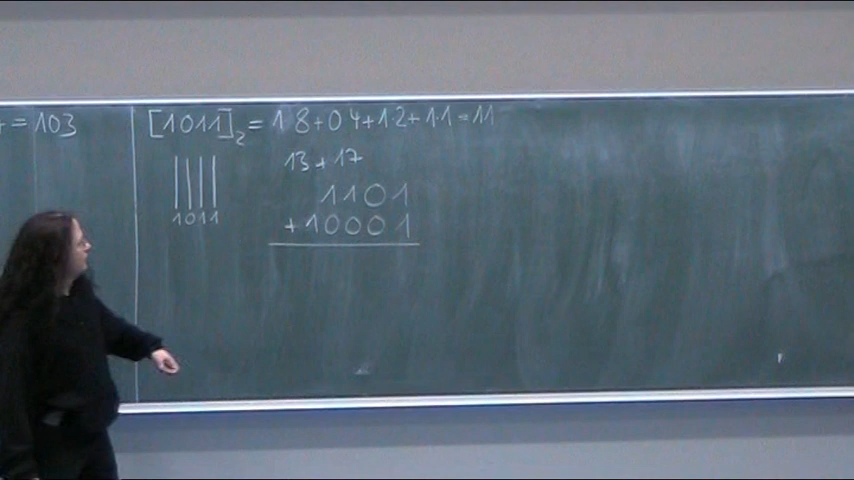 = 103
[1011]₂ = 1 8+0 4+1·2+1·1 = 11
13 + 17
1101
1011
+10001